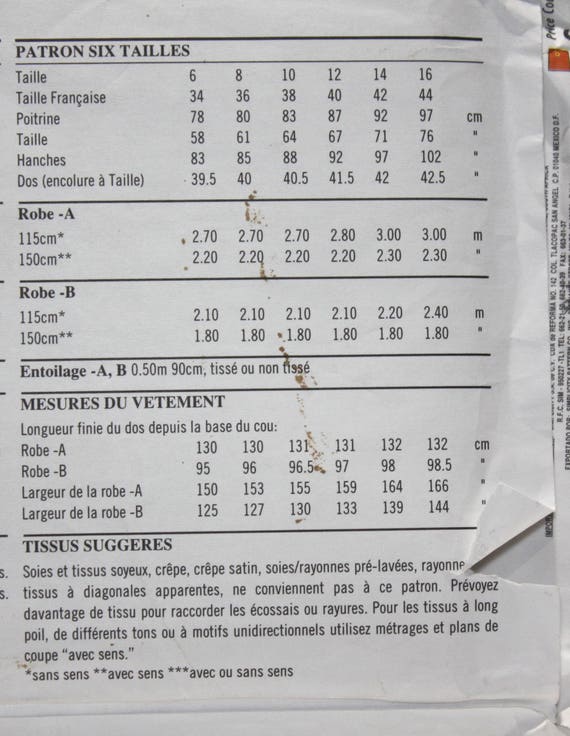 PATRON SIX TAILLES
Taille 6 8 10 12 14 16
Taille Française 34 36 38 40 42 44
Poitrine 78 80 83 87 92 97 cm
Taille 58 61 64 67 71 76 "
Hanches 83 85 88 92 97 102 "
Dos (encolure à Taille) 39.5 40 40.5 41.5 42 42.5 "
Robe -A
115cm* 2.70 2.70 2.70 2.80 3.00 3.00 m
150cm** 2.20 2.20 2.20 2.20 2.30 2.30 "
Robe -B
115cm* 2.10 2.10 2.10 2.10 2.20 2.40 m
150cm** 1.80 1.80 1.80 1.80 1.80 1.80 "
Entoilage -A, B 0.50m 90cm, tissé ou non tissé
MESURES DU VETEMENT
Longueur finie du dos depuis la base du cou:
Robe -A 130 130 131 131 132 132 cm
Robe -B 95 96 96.5 97 98 98.5 "
Largeur de la robe -A 150 153 155 159 164 166 "
Largeur de la robe -B 125 127 130 133 139 144 "
TISSUS SUGGERES
s. Soies et tissus soyeux, crêpe, crêpe satin, soies/rayonnes pré-lavées, rayonne
s. tissus à diagonales apparentes, ne conviennent pas à ce patron. Prévoyez
davantage de tissu pour raccorder les écossais ou rayures. Pour les tissus à long
poil, de différents tons ou à motifs unidirectionnels utilisez métrages et plans de
coupe “avec sens.”
*sans sens **avec sens ***avec ou sans sens
Price Co
REFORMA NO. 142 COL. TLACOPAC SAN ANGEL C.P. 01040 MEXICO D.F.